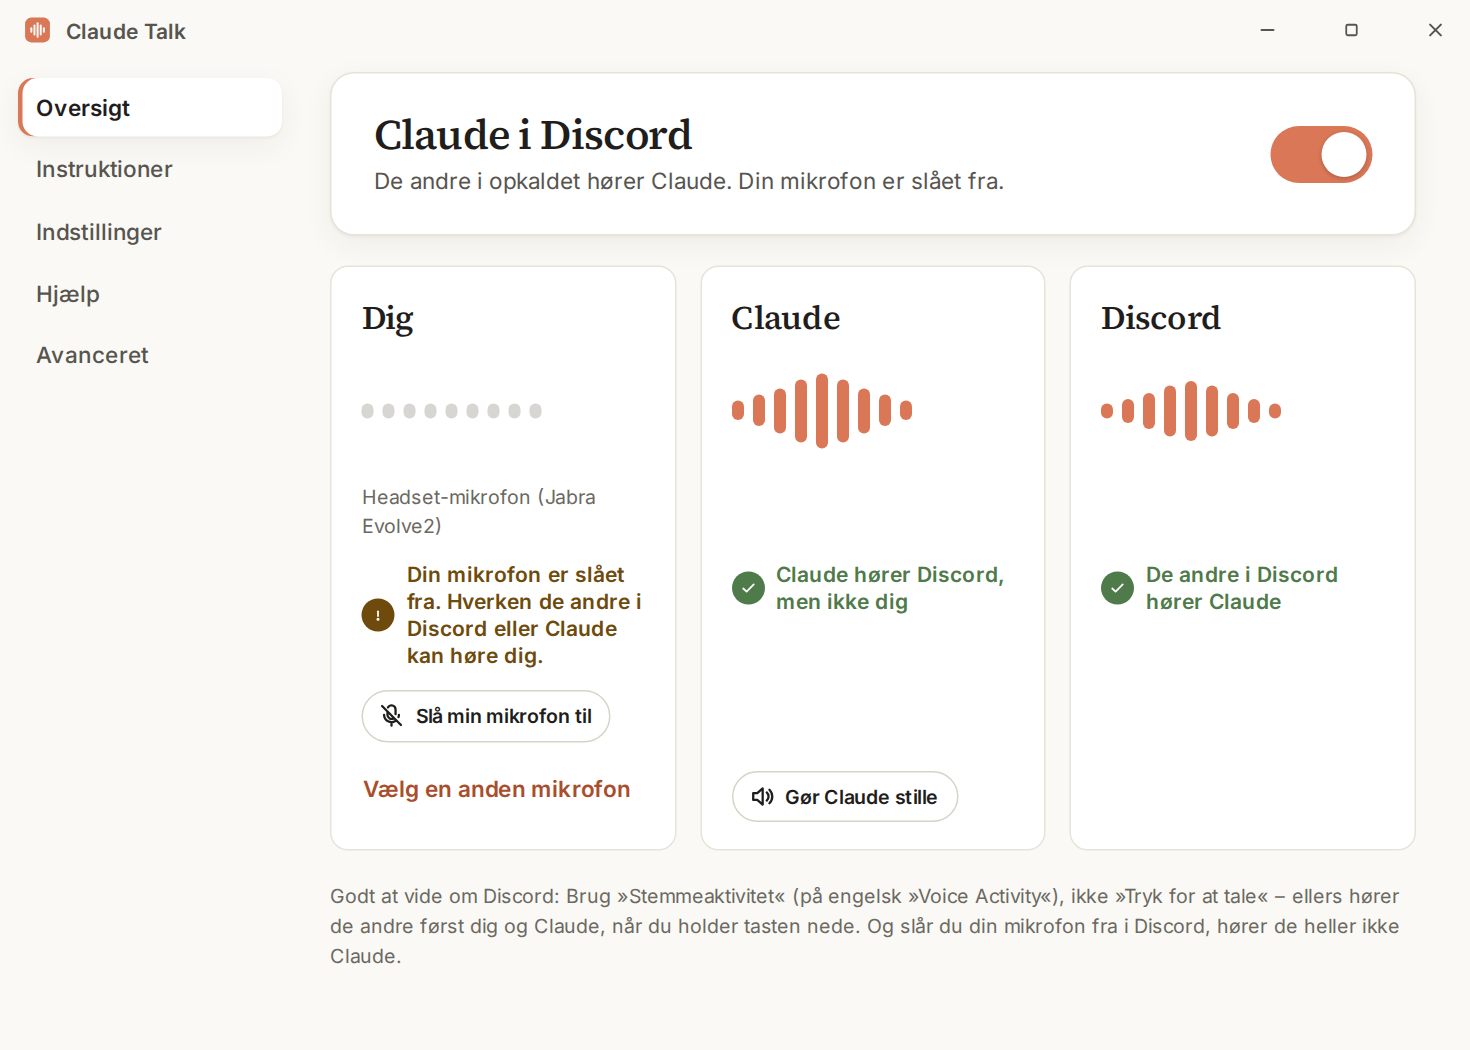 Claude Talk
Oversigt
Instruktioner
Indstillinger
Hjælp
Avanceret
Claude i Discord
De andre i opkaldet hører Claude. Din mikrofon er slået fra.
Dig
Headset-mikrofon (Jabra
Evolve2)
Din mikrofon er slået
fra. Hverken de andre i
Discord eller Claude
kan høre dig.
Slå min mikrofon til
Vælg en anden mikrofon
Claude
Claude hører Discord,
men ikke dig
Gør Claude stille
Discord
De andre i Discord
hører Claude
Godt at vide om Discord: Brug »Stemmeaktivitet« (på engelsk »Voice Activity«), ikke »Tryk for at tale« – ellers hører
de andre først dig og Claude, når du holder tasten nede. Og slår du din mikrofon fra i Discord, hører de heller ikke
Claude.